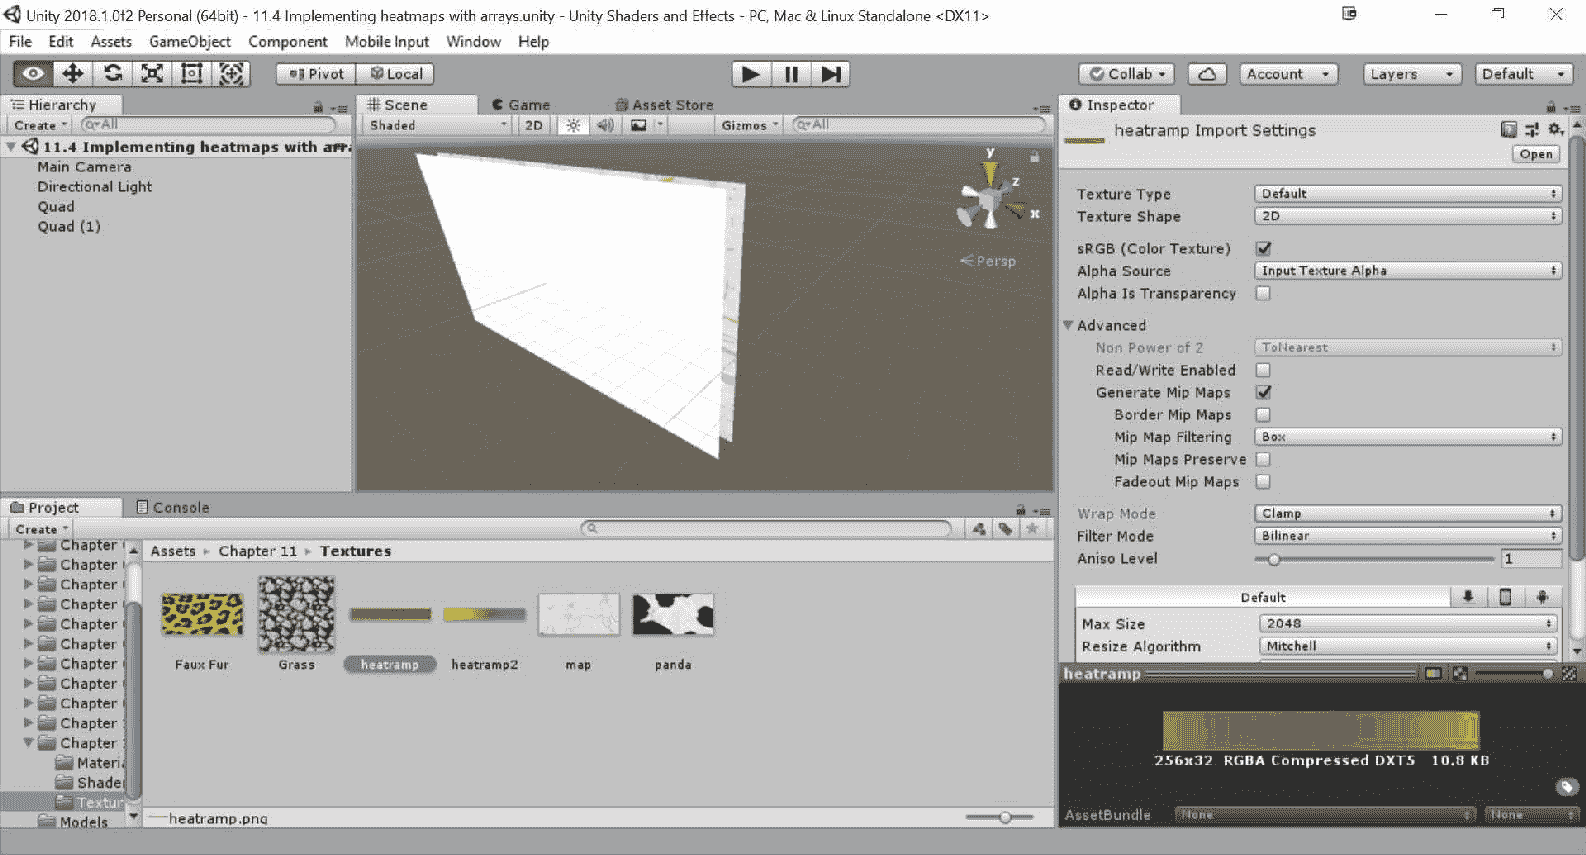 Unity 2018.1.0f2 Personal (64bit) - 11.4 Implementing heatmaps with arrays.unity - Unity Shaders and Effects - PC, Mac & Linux Standalone <DX11>
File Edit Assets GameObject Component Mobile Input Window Help
Pivot Local Collab Account Layers Default
Hierarchy
Create All
11.4 Implementing heatmaps with arra
Main Camera
Directional Light
Quad
Quad (1)
Scene Game Asset Store
Shaded 2D Gizmos All
y
z
x
Persp
Inspector
heatramp Import Settings
Open
Texture Type Default
Texture Shape 2D
sRGB (Color Texture)
Alpha Source Input Texture Alpha
Alpha Is Transparency
Advanced
Non Power of 2 ToNearest
Read/Write Enabled
Generate Mip Maps
Border Mip Maps
Mip Map Filtering Box
Mip Maps Preserve
Fadeout Mip Maps
Wrap Mode Clamp
Filter Mode Bilinear
Aniso Level 1
Default
Max Size 2048
Resize Algorithm Mitchell
heatramp
256x32 RGBA Compressed DXT5 10.8 KB
AssetBundle None None
Project Console
Create
Chapter
Chapter
Chapter
Chapter
Chapter
Chapter
Chapter
Chapter
Chapter
Chapter
Chapter
Materia
Shader
Textur
Models
Assets Chapter 11 Textures
Faux Fur Grass heatramp heatramp2 map panda
heatramp.png